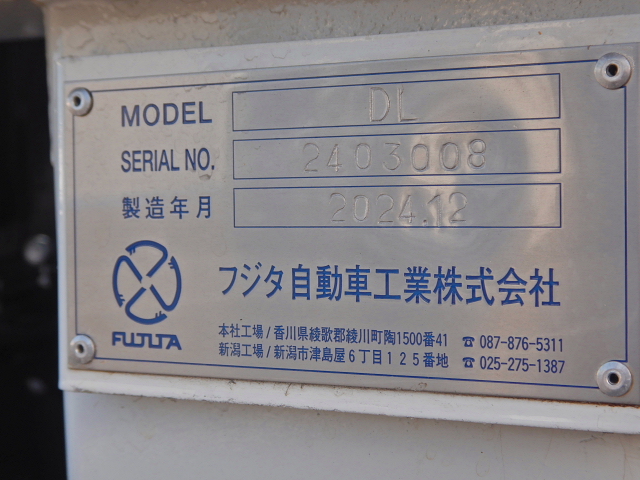 MODEL DL
SERIAL NO. 2403008
製造年月 2024.12
フジタ自動車工業株式会社
FUJITA
本社工場/香川県綾歌郡綾川町陶1500番41 ☎ 087-876-5311
新潟工場/新潟市津島屋6丁目125番地 ☎ 025-275-1387